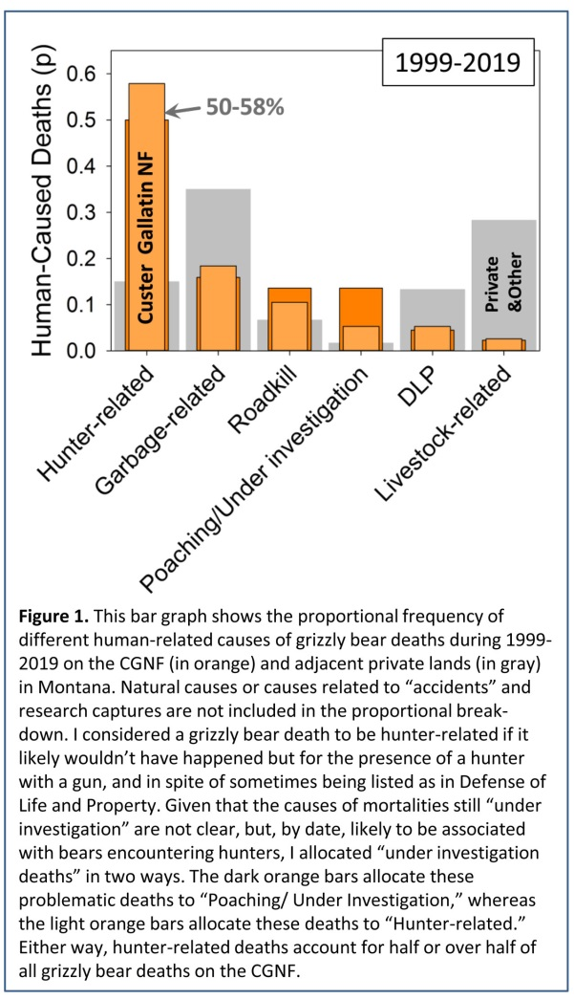 1999-2019
Human-Caused Deaths (p)
0.6
0.5
0.4
0.3
0.2
0.1
0.0
50-58%
Custer Gallatin NF
Private
&Other
Hunter-related
Garbage-related
Roadkill
Poaching/Under investigation
DLP
Livestock-related
Figure 1. This bar graph shows the proportional frequency of
different human-related causes of grizzly bear deaths during 1999-
2019 on the CGNF (in orange) and adjacent private lands (in gray)
in Montana. Natural causes or causes related to “accidents” and
research captures are not included in the proportional break-
down. I considered a grizzly bear death to be hunter-related if it
likely wouldn’t have happened but for the presence of a hunter
with a gun, and in spite of sometimes being listed as in Defense of
Life and Property. Given that the causes of mortalities still “under
investigation” are not clear, but, by date, likely to be associated
with bears encountering hunters, I allocated “under investigation
deaths” in two ways. The dark orange bars allocate these
problematic deaths to “Poaching/ Under Investigation,” whereas
the light orange bars allocate these deaths to “Hunter-related.”
Either way, hunter-related deaths account for half or over half of
all grizzly bear deaths on the CGNF.